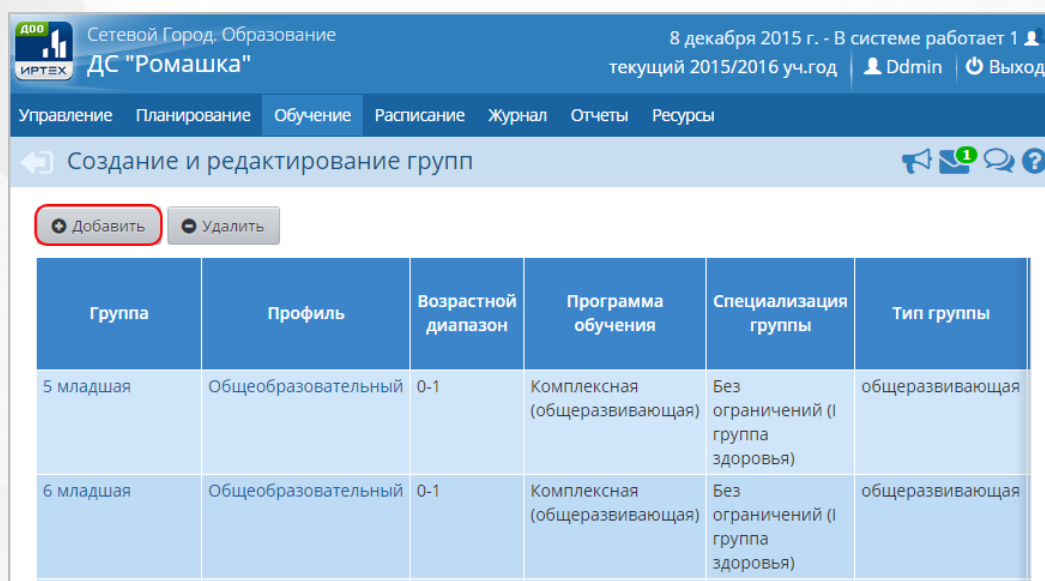 ДОО
ИРТЕХ
Сетевой Город. Образование
ДС "Ромашка"
8 декабря 2015 г. - В системе работает 1
текущий 2015/2016 уч.год Ddmin Выход
Управление Планирование Обучение Расписание Журнал Отчеты Ресурсы
Создание и редактирование групп
1
?
Добавить Удалить
Группа
Профиль
Возрастной
диапазон
Программа
обучения
Специализация
группы
Тип группы
5 младшая
Общеобразовательный
0-1
Комплексная
(общеразвивающая)
Без
ограничений (I
группа
здоровья)
общеразвивающая
6 младшая
Общеобразовательный
0-1
Комплексная
(общеразвивающая)
Без
ограничений (I
группа
здоровья)
общеразвивающая